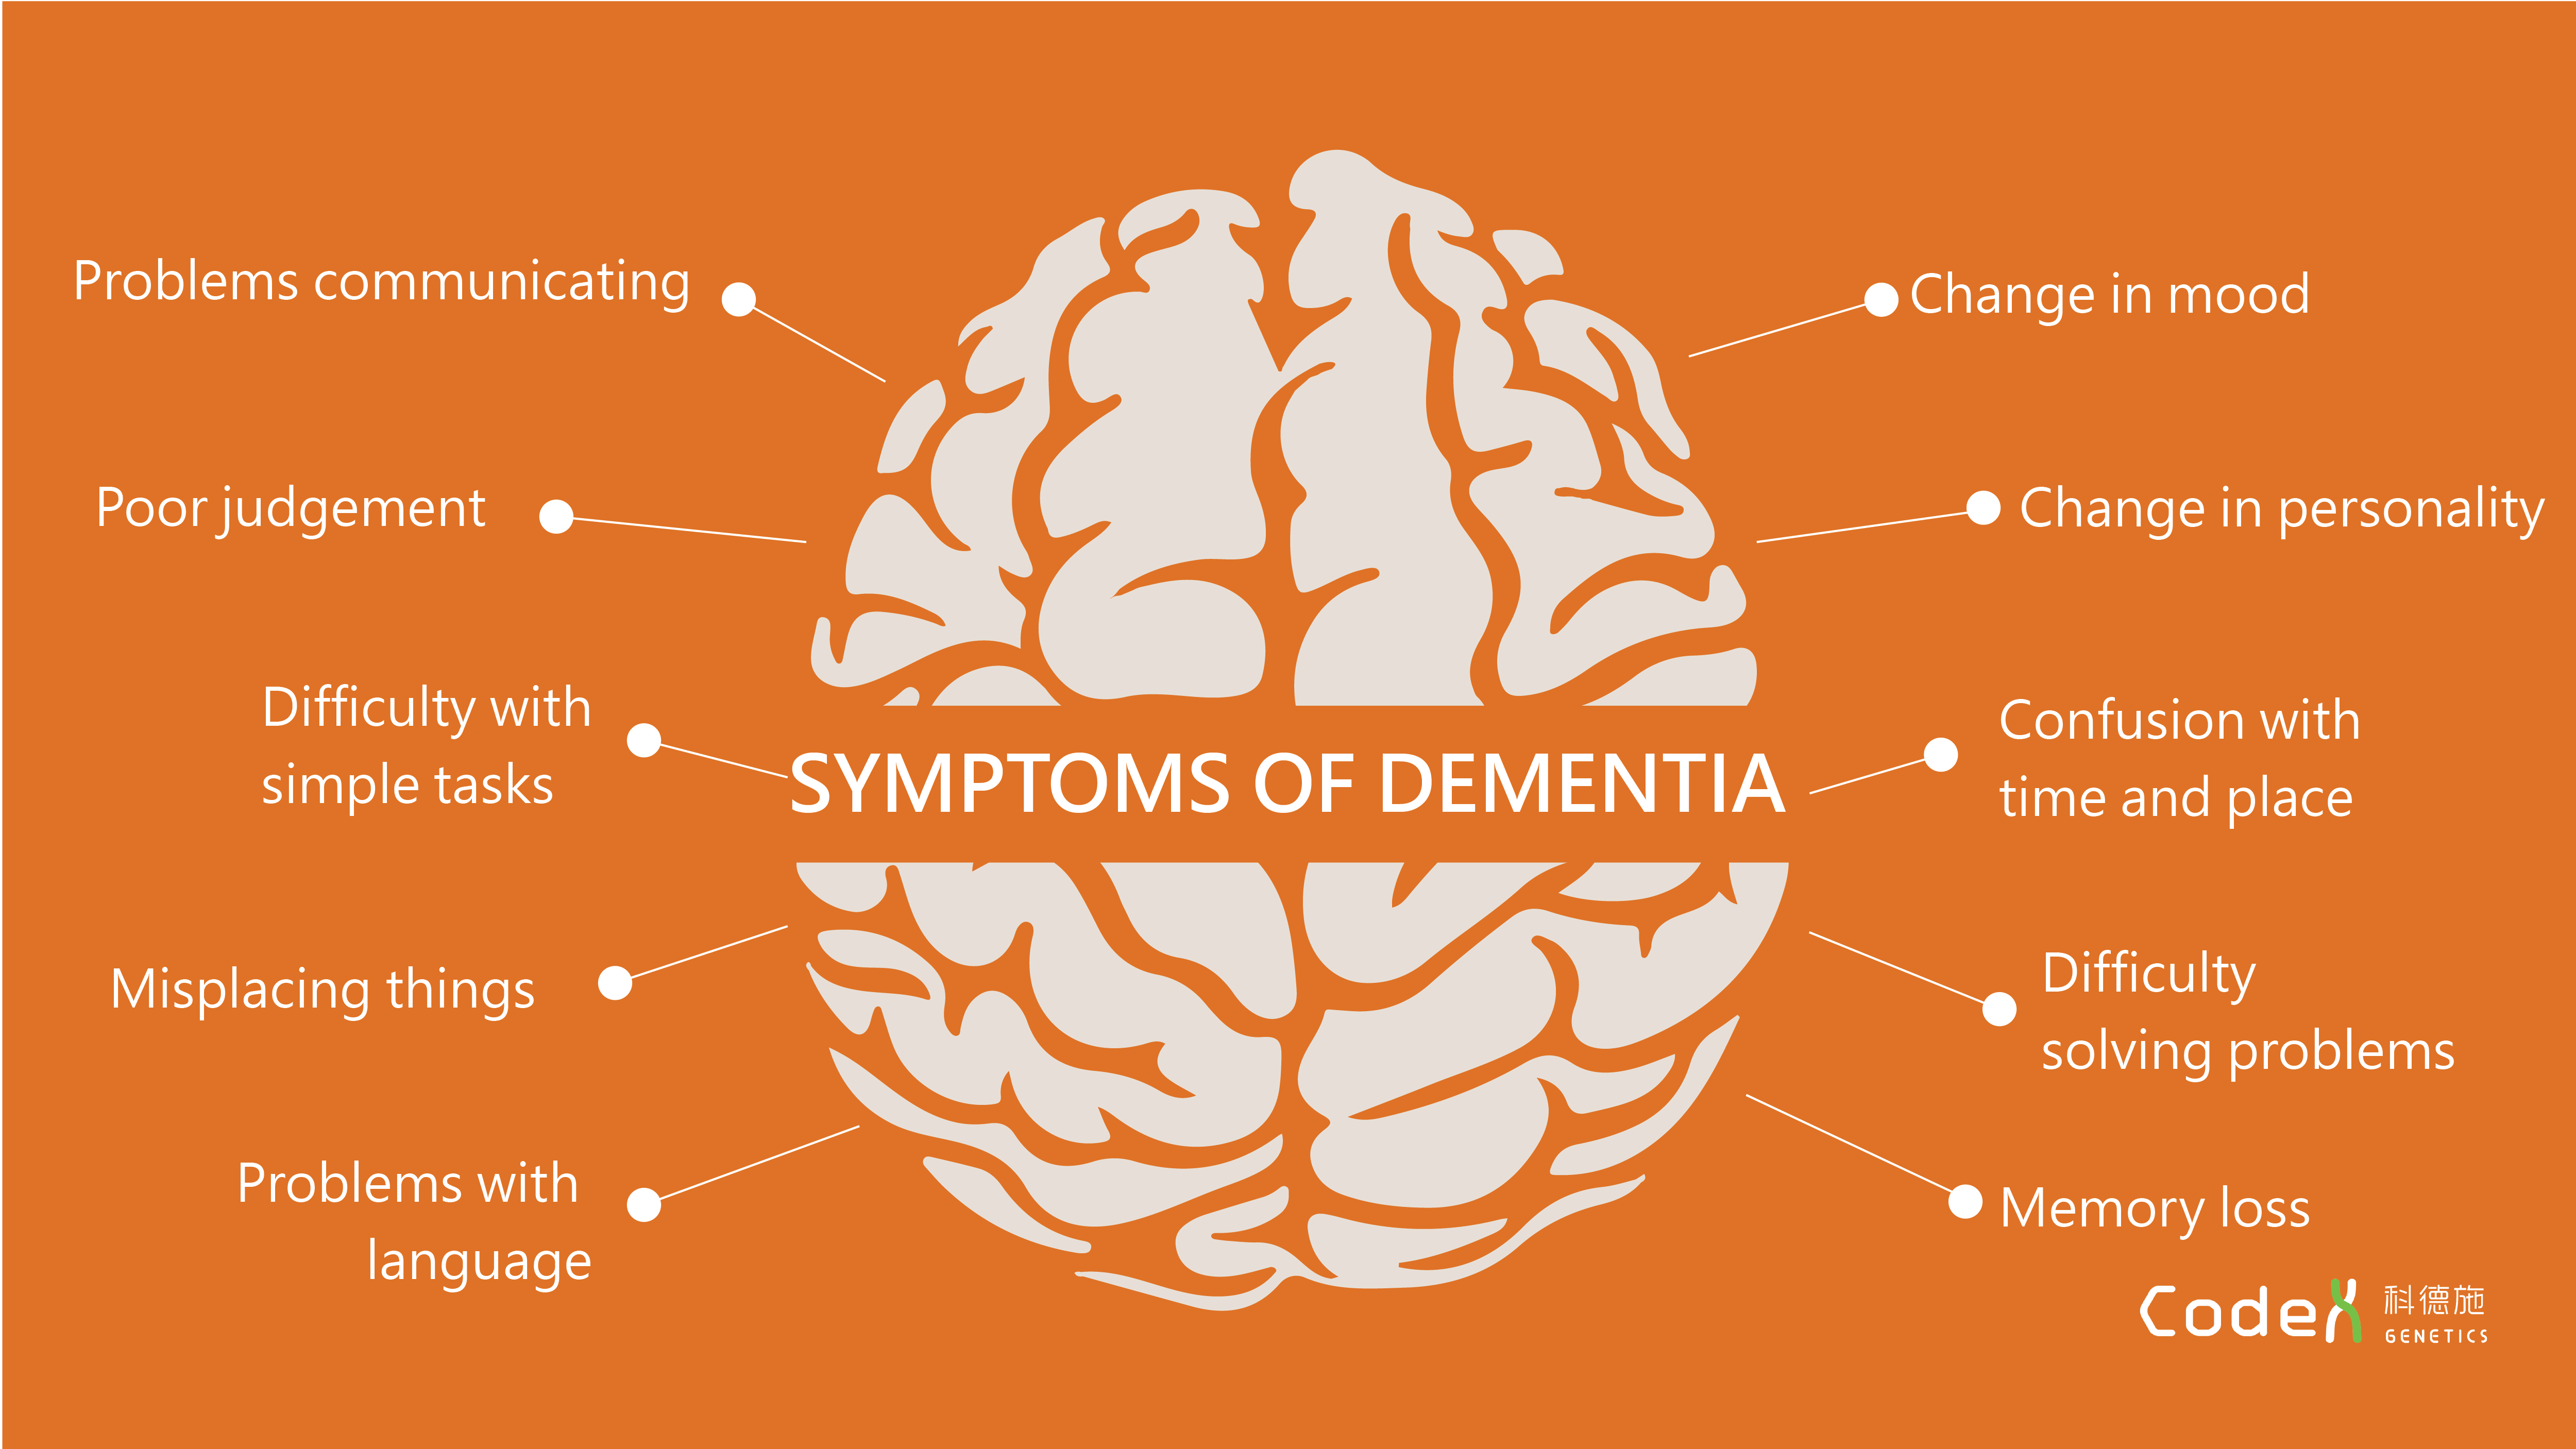 Problems communicating
Poor judgement
Difficulty with
simple tasks
Misplacing things
Problems with
language
SYMPTOMS OF DEMENTIA
Change in mood
Change in personality
Confusion with
time and place
Difficulty
solving problems
Memory loss
CodeX 科德施
GENETICS